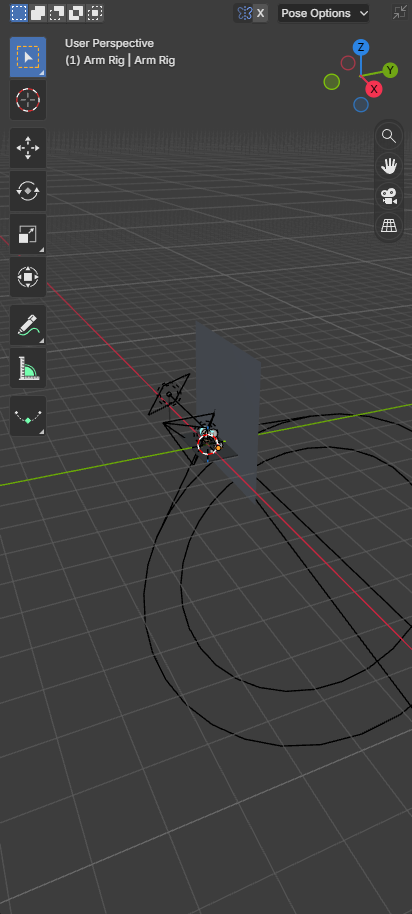 X
Pose Options
User Perspective
(1) Arm Rig | Arm Rig
Z
Y
X